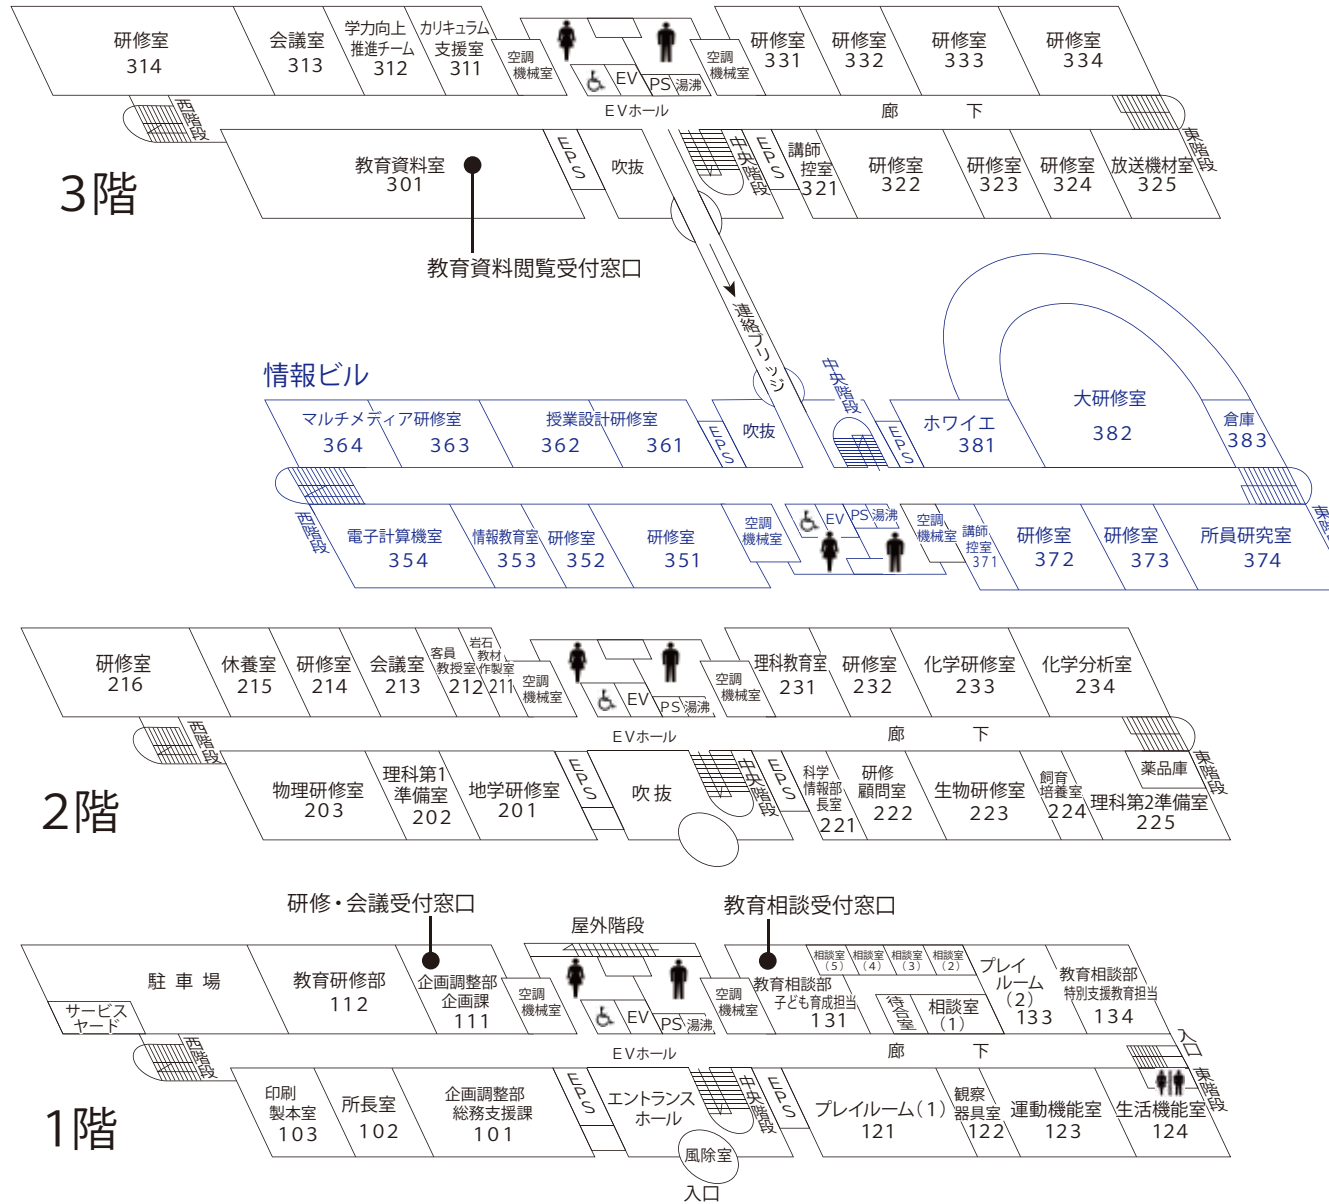 研修室
314
会議室
313
学力向上
推進チーム
312
カリキュラム
支援室
311
空調
機械室
EV
PS
湯沸
空調
機械室
研修室
331
研修室
332
研修室
333
研修室
334
西階段
EVホール
廊　下
東階段
3階
教育資料室
301
EPS
吹抜
中央階段
EPS
講師
控室
321
研修室
322
研修室
323
研修室
324
放送機材室
325
教育資料閲覧受付窓口
連絡ブリッジ
情報ビル
マルチメディア研修室
364
363
授業設計研修室
362
361
EPS
吹抜
中央階段
EPS
ホワイエ
381
大研修室
382
倉庫
383
西階段
東階段
電子計算機室
354
情報教育室
353
研修室
352
研修室
351
空調
機械室
EV
PS
湯沸
空調
機械室
講師
控室
371
研修室
372
研修室
373
所員研究室
374
研修室
216
休養室
215
研修室
214
会議室
213
客員
教授室
212
岩石
教材
作製室
211
空調
機械室
EV
PS
湯沸
空調
機械室
理科教育室
231
研修室
232
化学研修室
233
化学分析室
234
西階段
EVホール
廊　下
東階段
2階
物理研修室
203
理科第1
準備室
202
地学研修室
201
EPS
吹抜
中央階段
EPS
科学
情報部
長室
221
研修
顧問室
222
生物研修室
223
飼育
培養室
224
薬品庫
理科第2準備室
225
研修・会議受付窓口
屋外階段
教育相談受付窓口
駐車場
サービス
ヤード
教育研修部
112
企画調整部
企画課
111
空調
機械室
EV
PS
湯沸
空調
機械室
教育相談部
子ども育成担当
131
相談室
(5)
相談室
(4)
相談室
(3)
相談室
(2)
待合室
相談室
(1)
プレイ
ルーム
(2)
133
教育相談部
特別支援教育担当
134
西階段
EVホール
廊　下
入口
東階段
1階
印刷
製本室
103
所長室
102
企画調整部
総務支援課
101
EPS
エントランス
ホール
中央階段
EPS
プレイルーム(1)
121
観察
器具室
122
運動機能室
123
生活機能室
124
風除室
入口